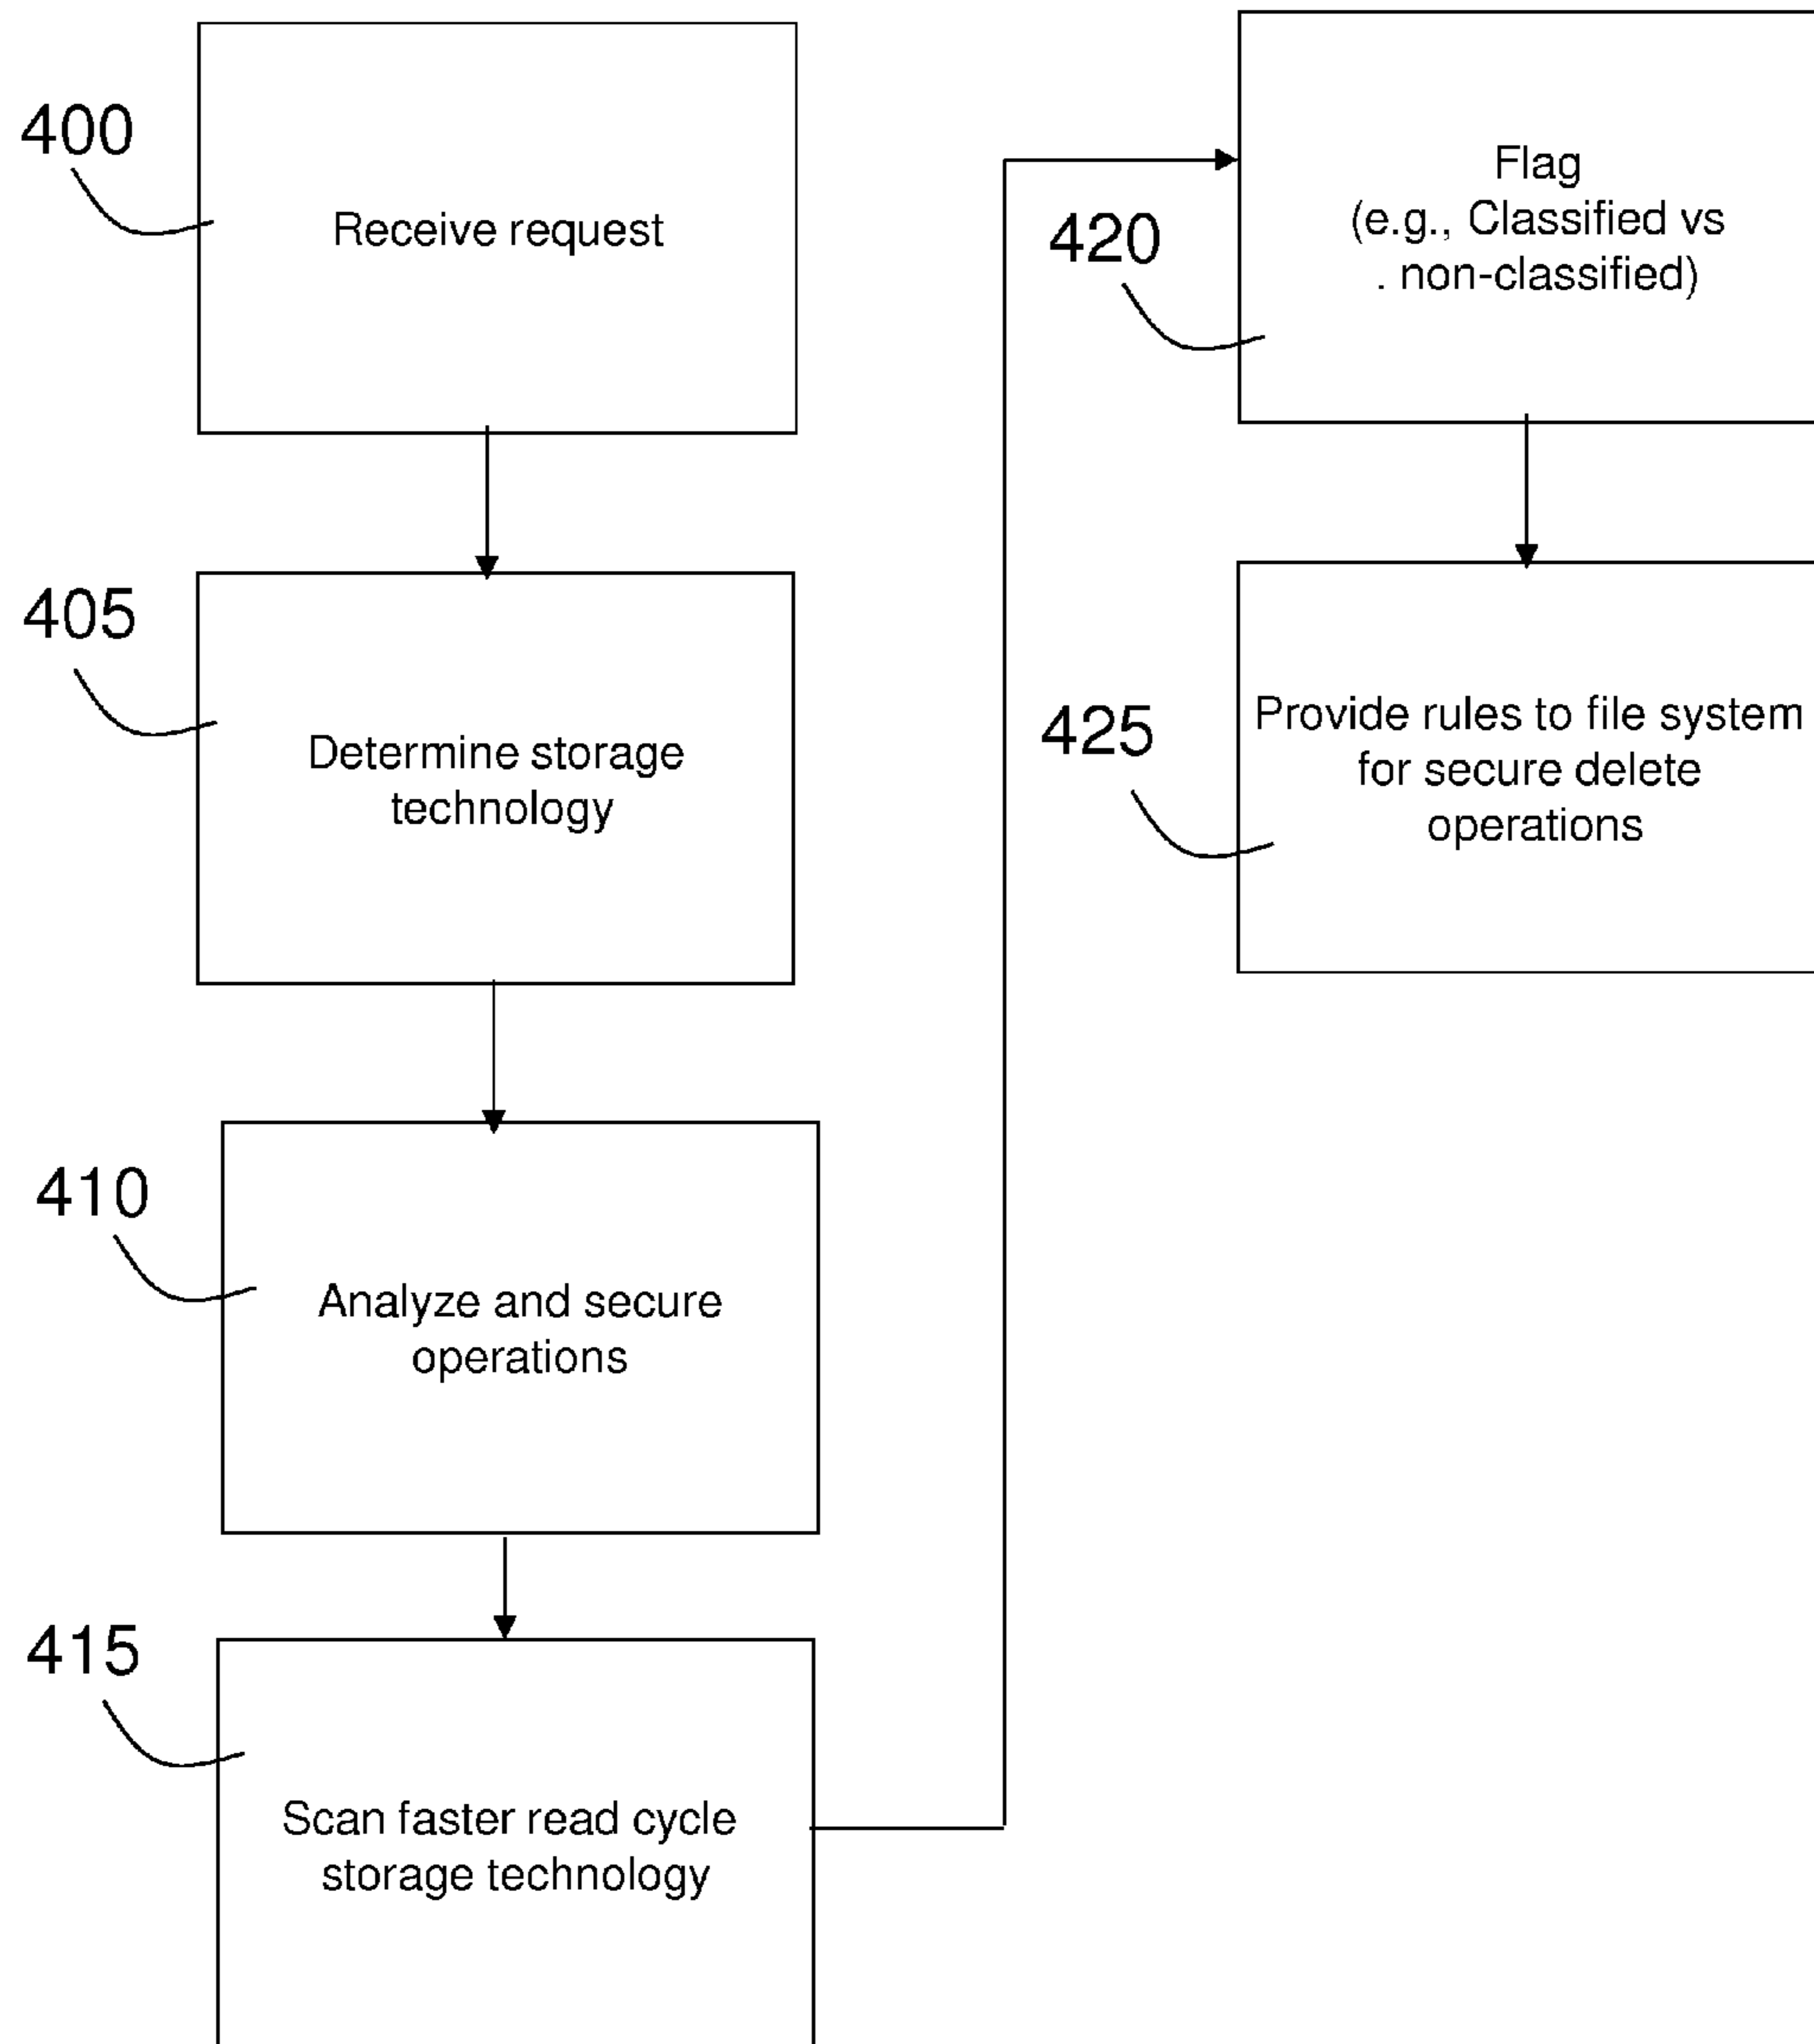 400
Receive request
405
Determine storage
technology
410
Analyze and secure
operations
415
Scan faster read cycle
storage technology
420
Flag
(e.g., Classified vs
. non-classified)
425
Provide rules to file system
for secure delete
operations